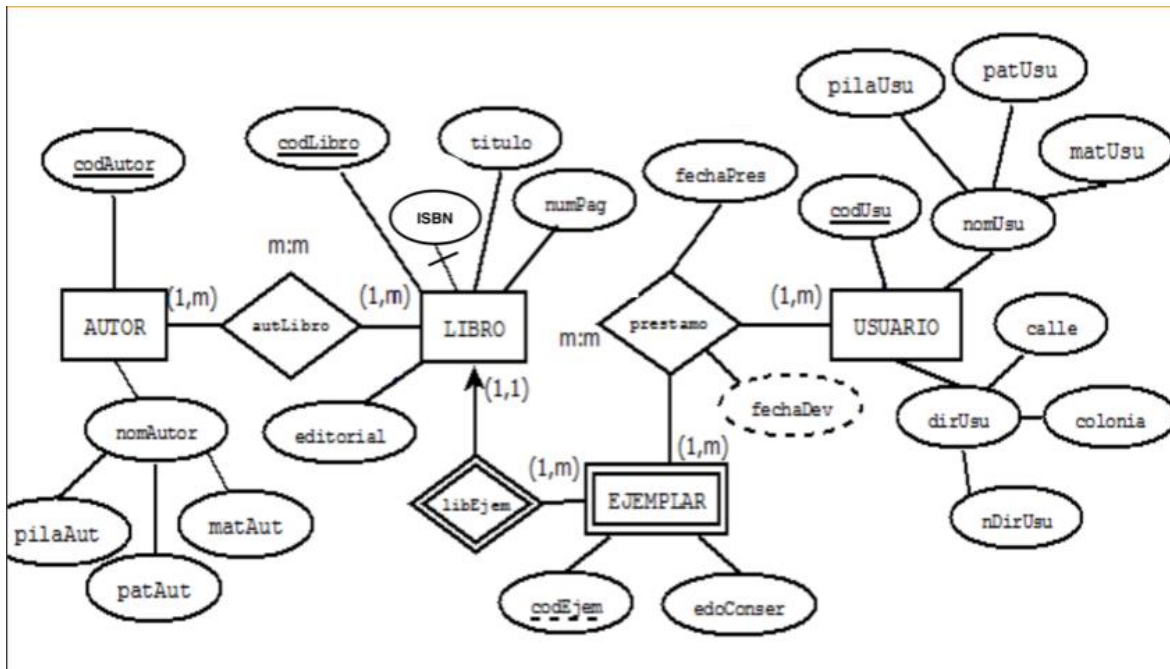 pilaUsu
patUsu
matUsu
codLibro
titulo
fechaPres
codAutor
ISBN
numPag
codUsu
nomUsu
m:m
(1,m)
(1,m)
(1,m)
AUTOR
autLibro
LIBRO
prestamo
USUARIO
calle
m:m
(1,1)
fechaDev
dirUsu
colonia
nomAutor
editorial
(1,m)
(1,m)
libEjem
EJEMPLAR
nDirUsu
pilaAut
matAut
patAut
codEjem
edoConser